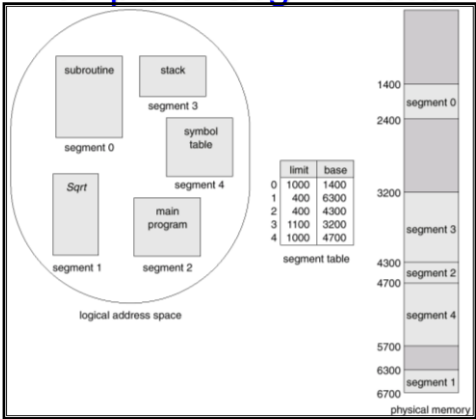 subroutine
segment 0
stack
segment 3
symbol
table
segment 4
Sqrt
segment 1
main
program
segment 2
logical address space
limit base
0 1000 1400
1 400 6300
2 400 4300
3 1100 3200
4 1000 4700
segment table
1400
segment 0
2400
3200
segment 3
4300
segment 2
4700
segment 4
5700
6300
segment 1
6700
physical memory